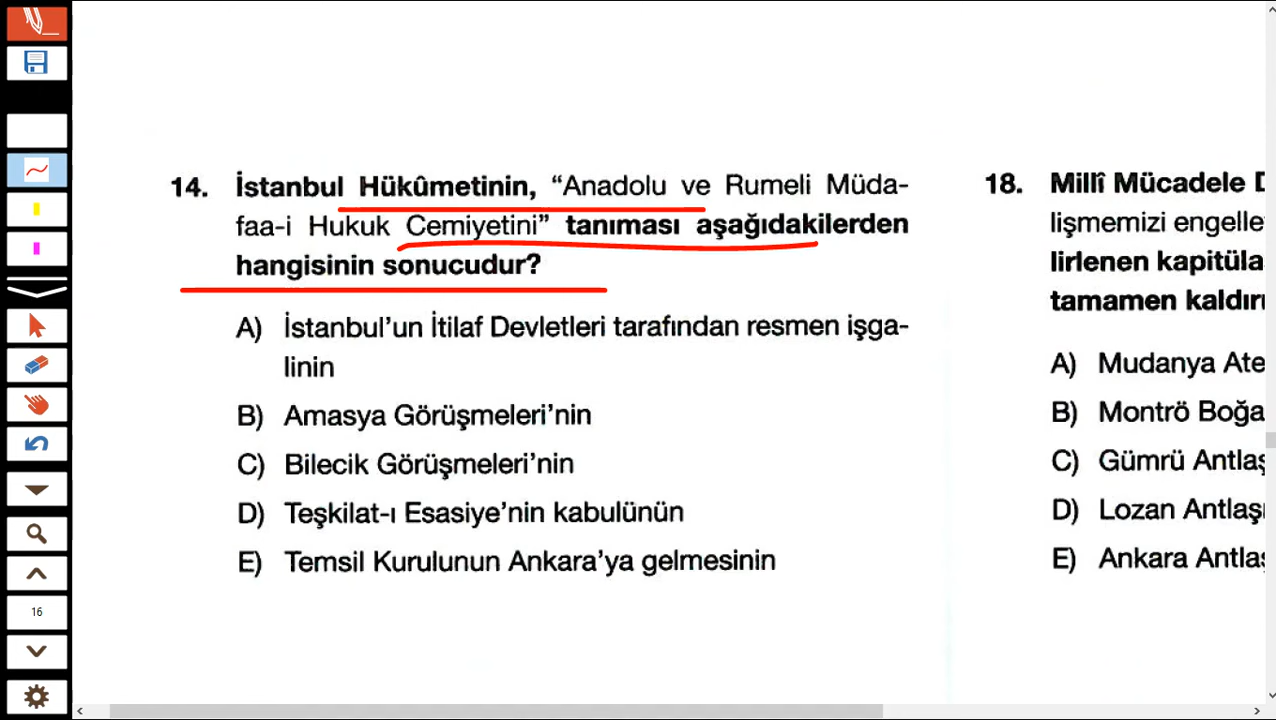 14. İstanbul Hükûmetinin, “Anadolu ve Rumeli Müda-
faa-i Hukuk Cemiyetini” tanıması aşağıdakilerden
hangisinin sonucudur?
A) İstanbul’un İtilaf Devletleri tarafından resmen işga-
linin
B) Amasya Görüşmeleri’nin
C) Bilecik Görüşmeleri’nin
D) Teşkilat-ı Esasiye’nin kabulünün
E) Temsil Kurulunun Ankara’ya gelmesinin
18. Millî Mücadele
lişmemizi engelle
lirlenen kapitüla
tamamen kaldır
A) Mudanya Ate
B) Montrö Boğa
C) Gümrü Antlaş
D) Lozan Antlaş
E) Ankara Antlaş
16